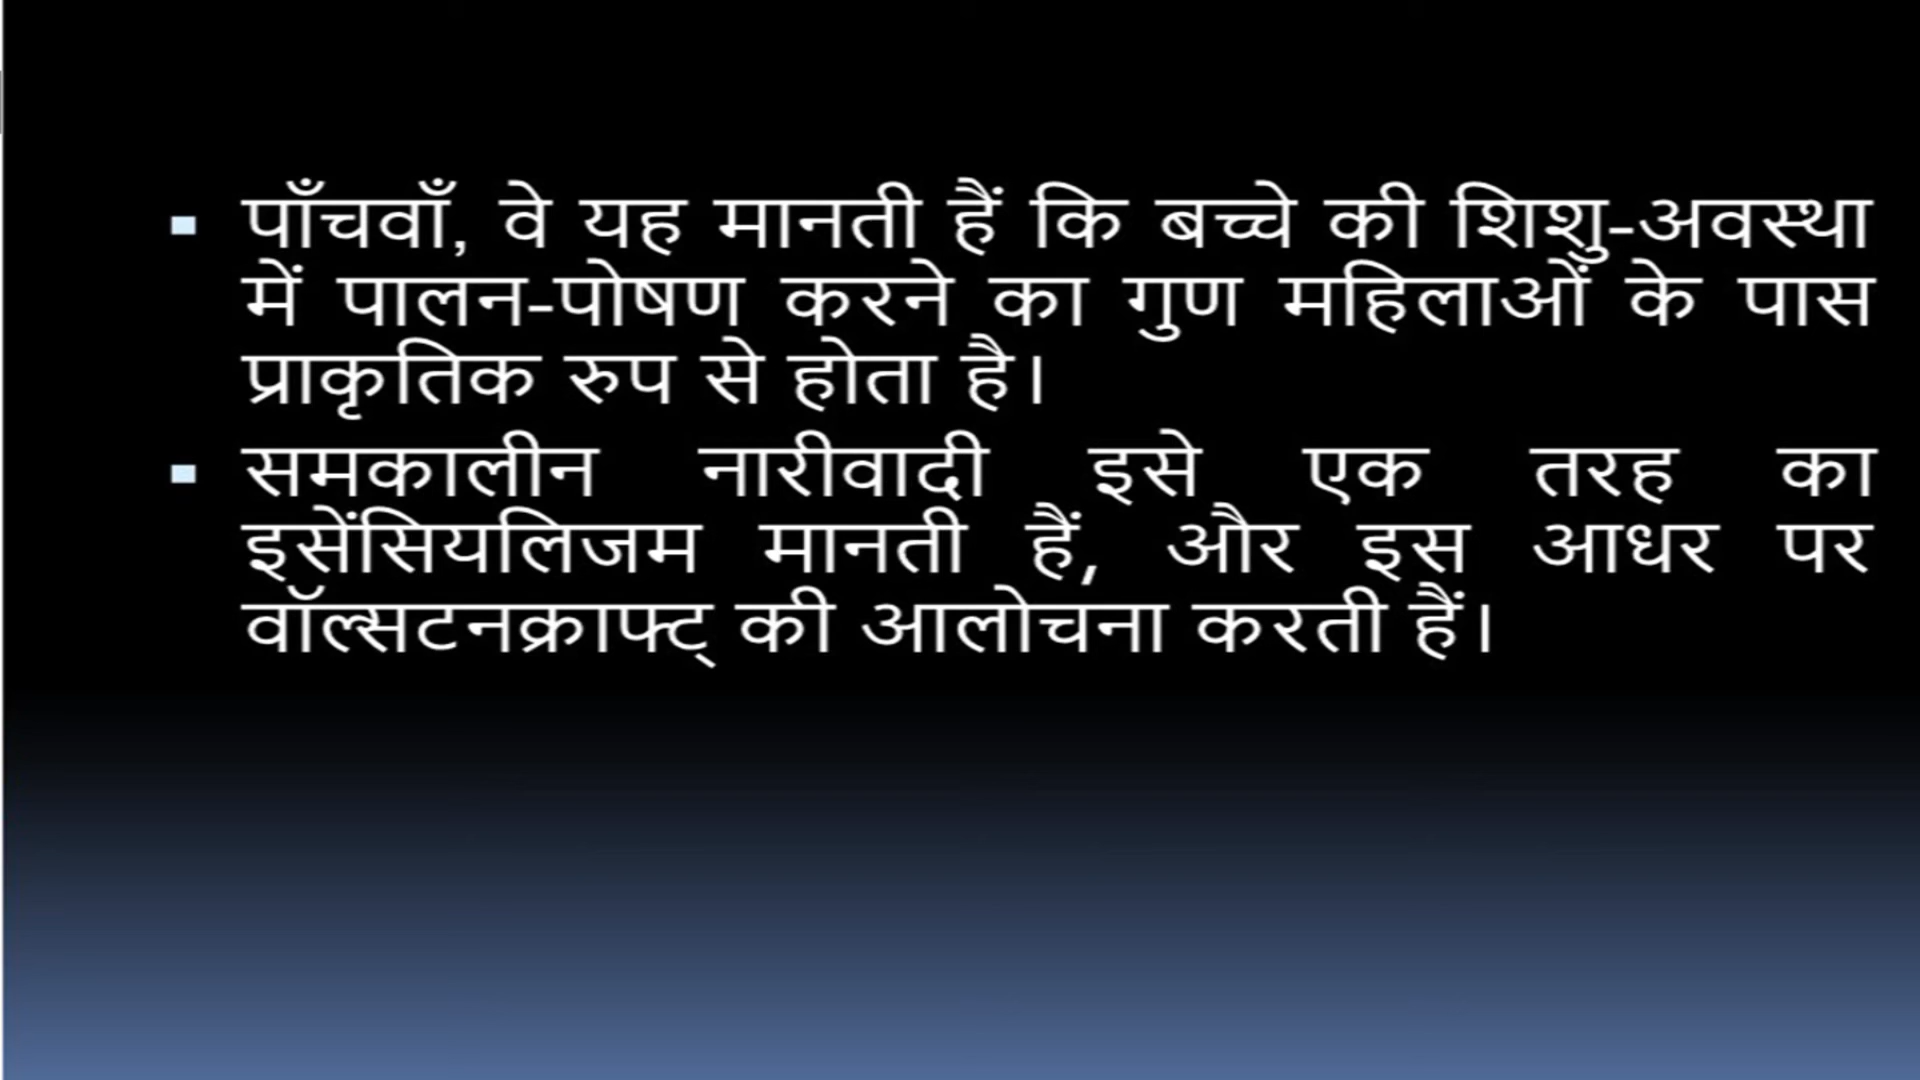 पाँचवाँ, वे यह मानती हैं कि बच्चे की शिशु-अवस्था
में पालन-पोषण करने का गुण महिलाओं के पास
प्राकृतिक रुप से होता है।
समकालीन नारीवादी इसे एक तरह का
इसेंसियलिजम मानती हैं, और इस आधर पर
वॉल्सटनक्राफ्ट् की आलोचना करती हैं।